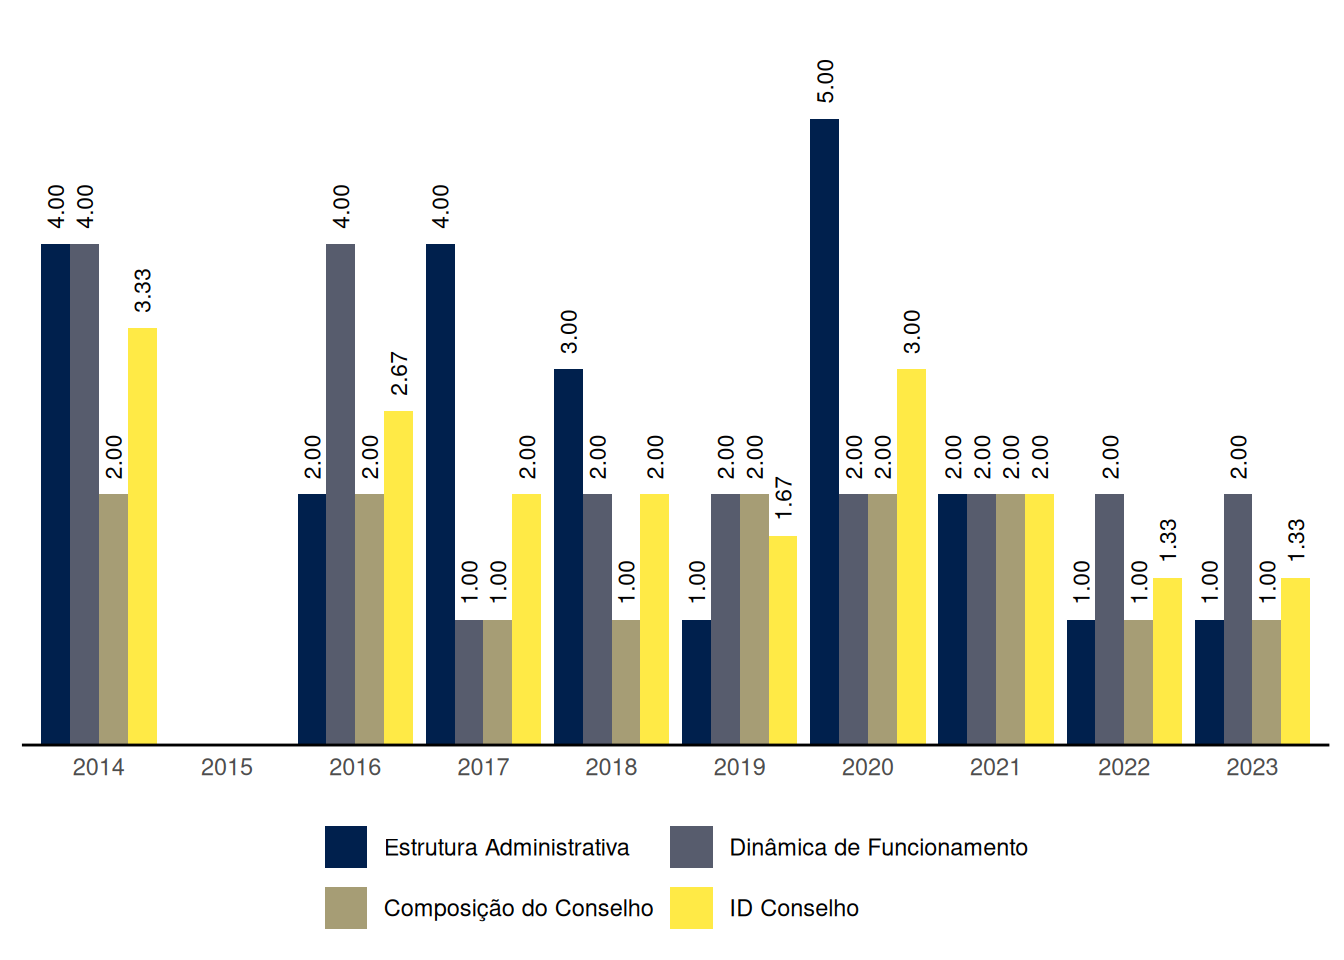 4.00 4.00 2.00 3.33
2.00 4.00 2.00 2.67
4.00 1.00 1.00 2.00
3.00 2.00 1.00 2.00
1.00 2.00 2.00 1.67
5.00 2.00 2.00 3.00
2.00 2.00 2.00 2.00
1.00 2.00 1.00 1.33
1.00 2.00 1.00 1.33
2014 2015 2016 2017 2018 2019 2020 2021 2022 2023
Estrutura Administrativa Dinâmica de Funcionamento
Composição do Conselho ID Conselho